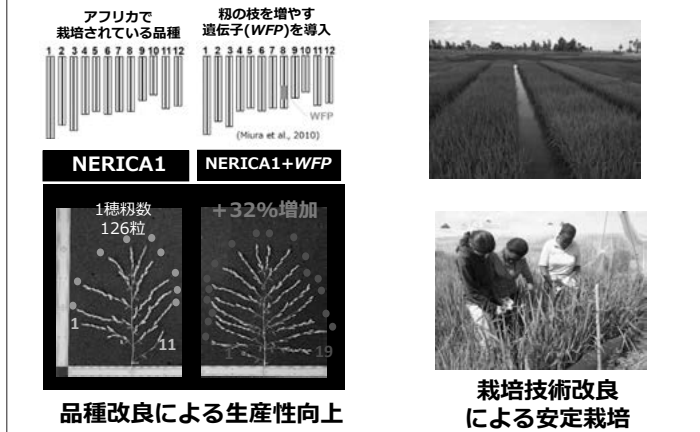 アフリカで
栽培されている品種
1 2 3 4 5 6 7 8 9 10 11 12
籾の枝を増やす
遺伝子(WFP)を導入
1 2 3 4 5 6 7 8 9 10 11 12
WFP
(Miura et al., 2010)
NERICA1
NERICA1+WFP
1穂籾数
126粒
1
11
+32%増加
1
19
品種改良による生産性向上
栽培技術改良
による安定栽培